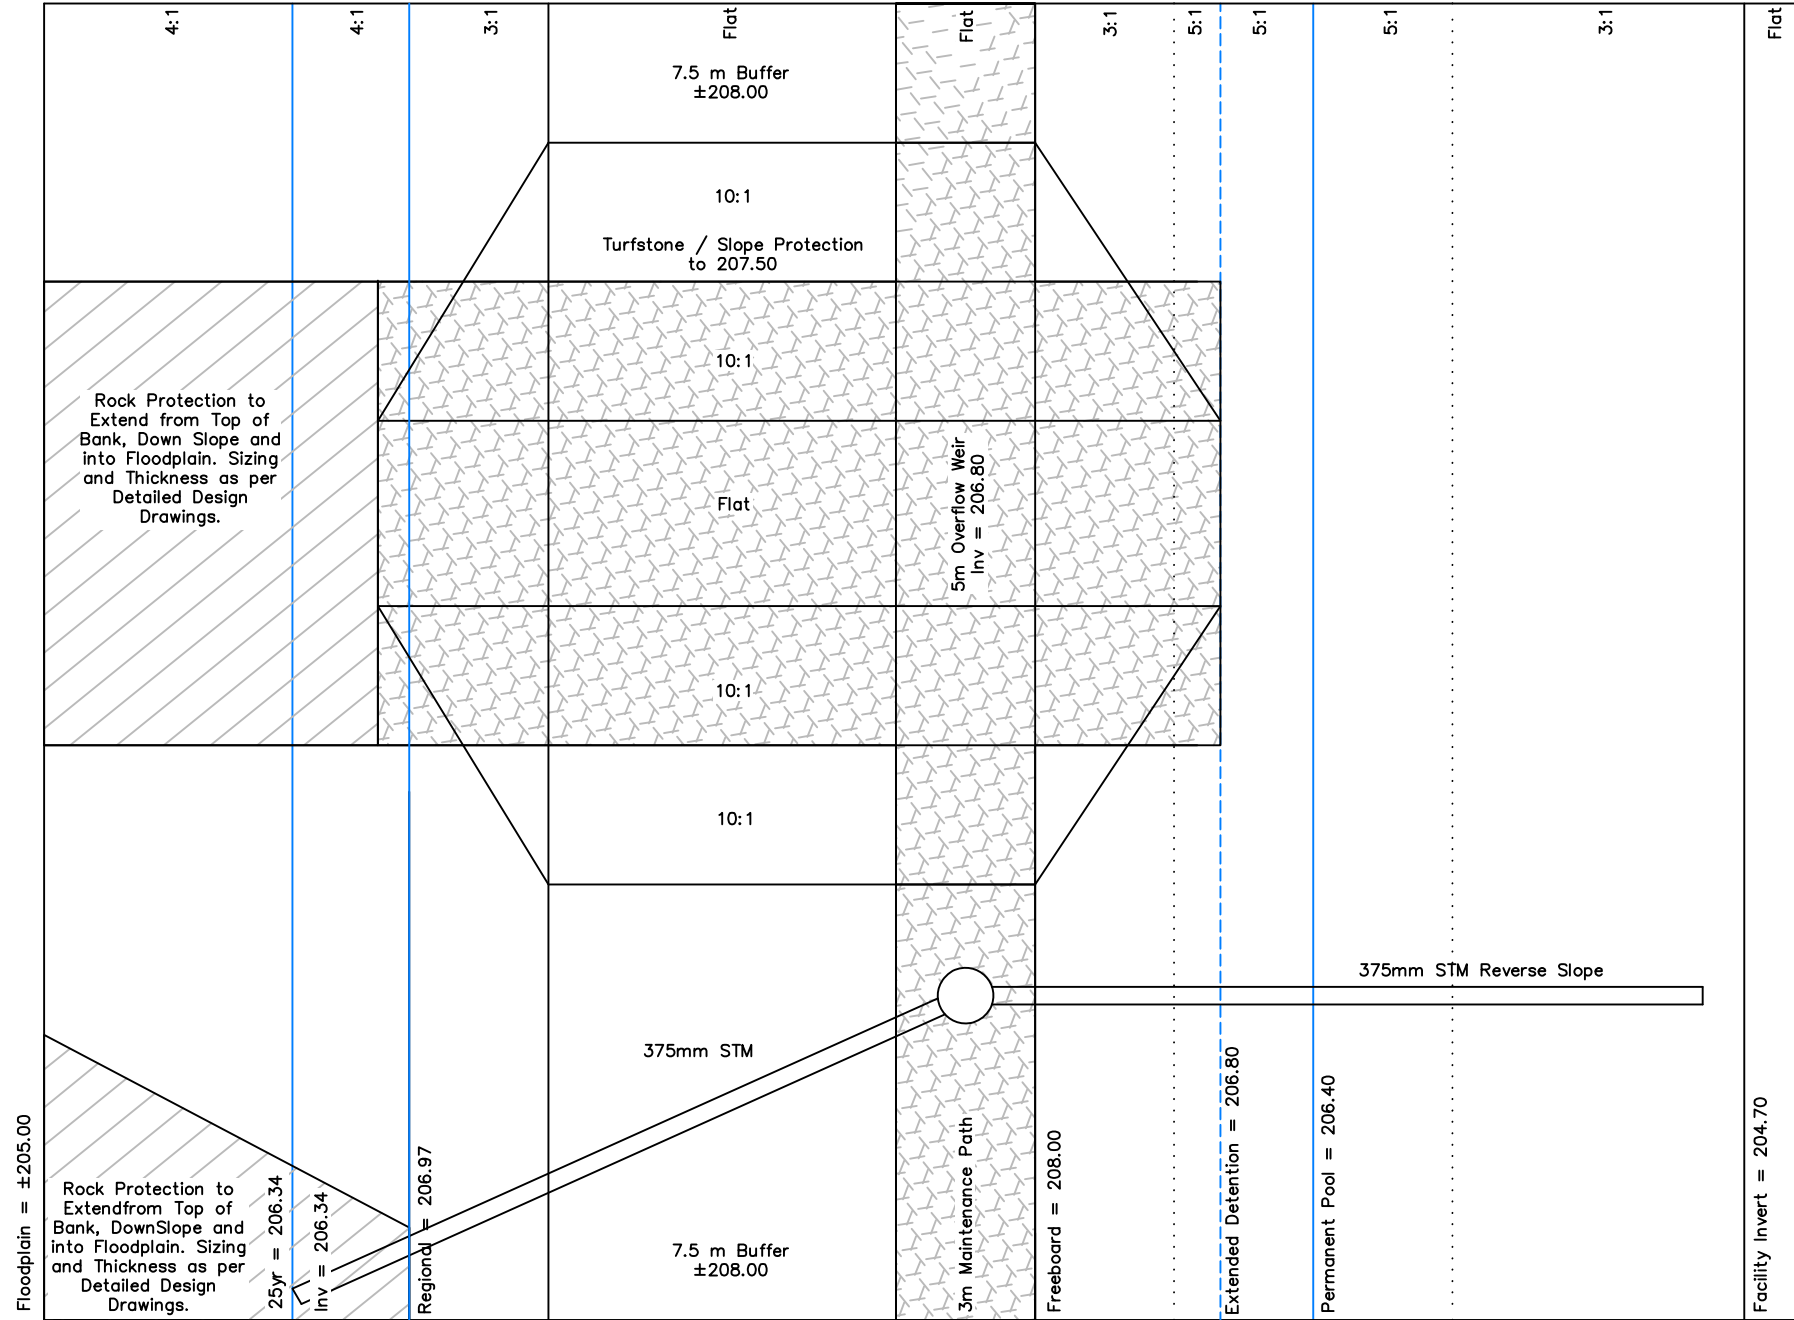 4:1
4:1
3:1
Flat
Flat
3:1
5:1
5:1
5:1
3:1
Flat
7.5 m Buffer
±208.00
10:1
Turfstone / Slope Protection
to 207.50
10:1
Rock Protection to
Extend from Top of
Bank, Down Slope and
into Floodplain. Sizing
and Thickness as per
Detailed Design
Drawings.
Flat
5m Overflow Weir
Inv = 206.80
10:1
10:1
375mm STM Reverse Slope
375mm STM
Floodplain = ±205.00
Rock Protection to
Extendfrom Top of
Bank, DownSlope and
into Floodplain. Sizing
and Thickness as per
Detailed Design
Drawings.
25yr = 206.34
Inv = 206.34
Regional = 206.97
7.5 m Buffer
±208.00
3m Maintenance Path
Freeboard = 208.00
Extended Detention = 206.80
Permanant Pool = 206.40
Facility Invert = 204.70